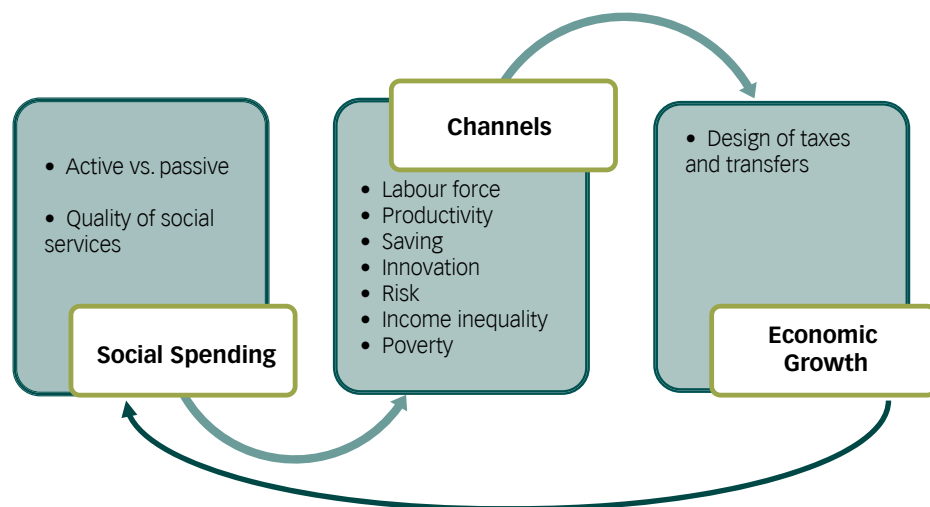 • Active vs. passive
• Quality of social
services
Social Spending
Channels
• Labour force
• Productivity
• Saving
• Innovation
• Risk
• Income inequality
• Poverty
• Design of taxes
and transfers
Economic
Growth